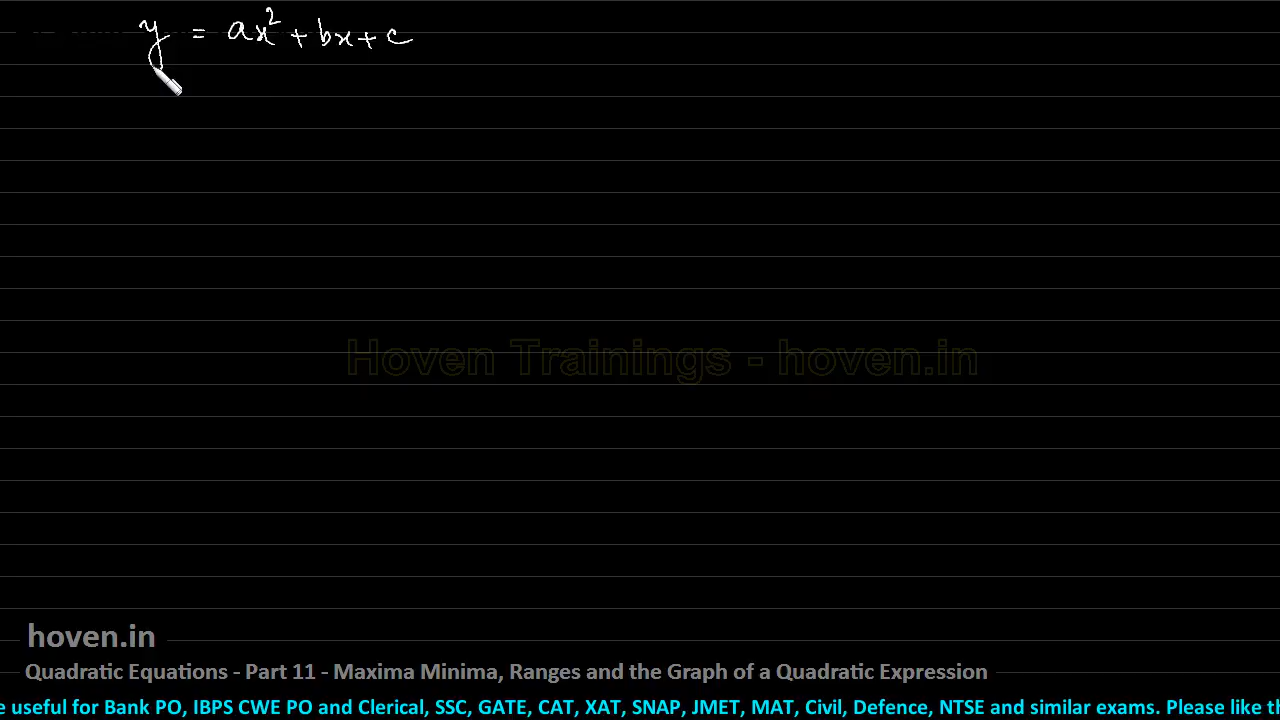 y = ax² + bx + c
Hoven Trainings - hoven.in
hoven.in
Quadratic Equations - Part 11 - Maxima Minima, Ranges and the Graph of a Quadratic Expression
useful for Bank PO, IBPS CWE PO and Clerical, SSC, GATE, CAT, XAT, SNAP, JMET, MAT, Civil, Defence, NTSE and similar exams. Please like